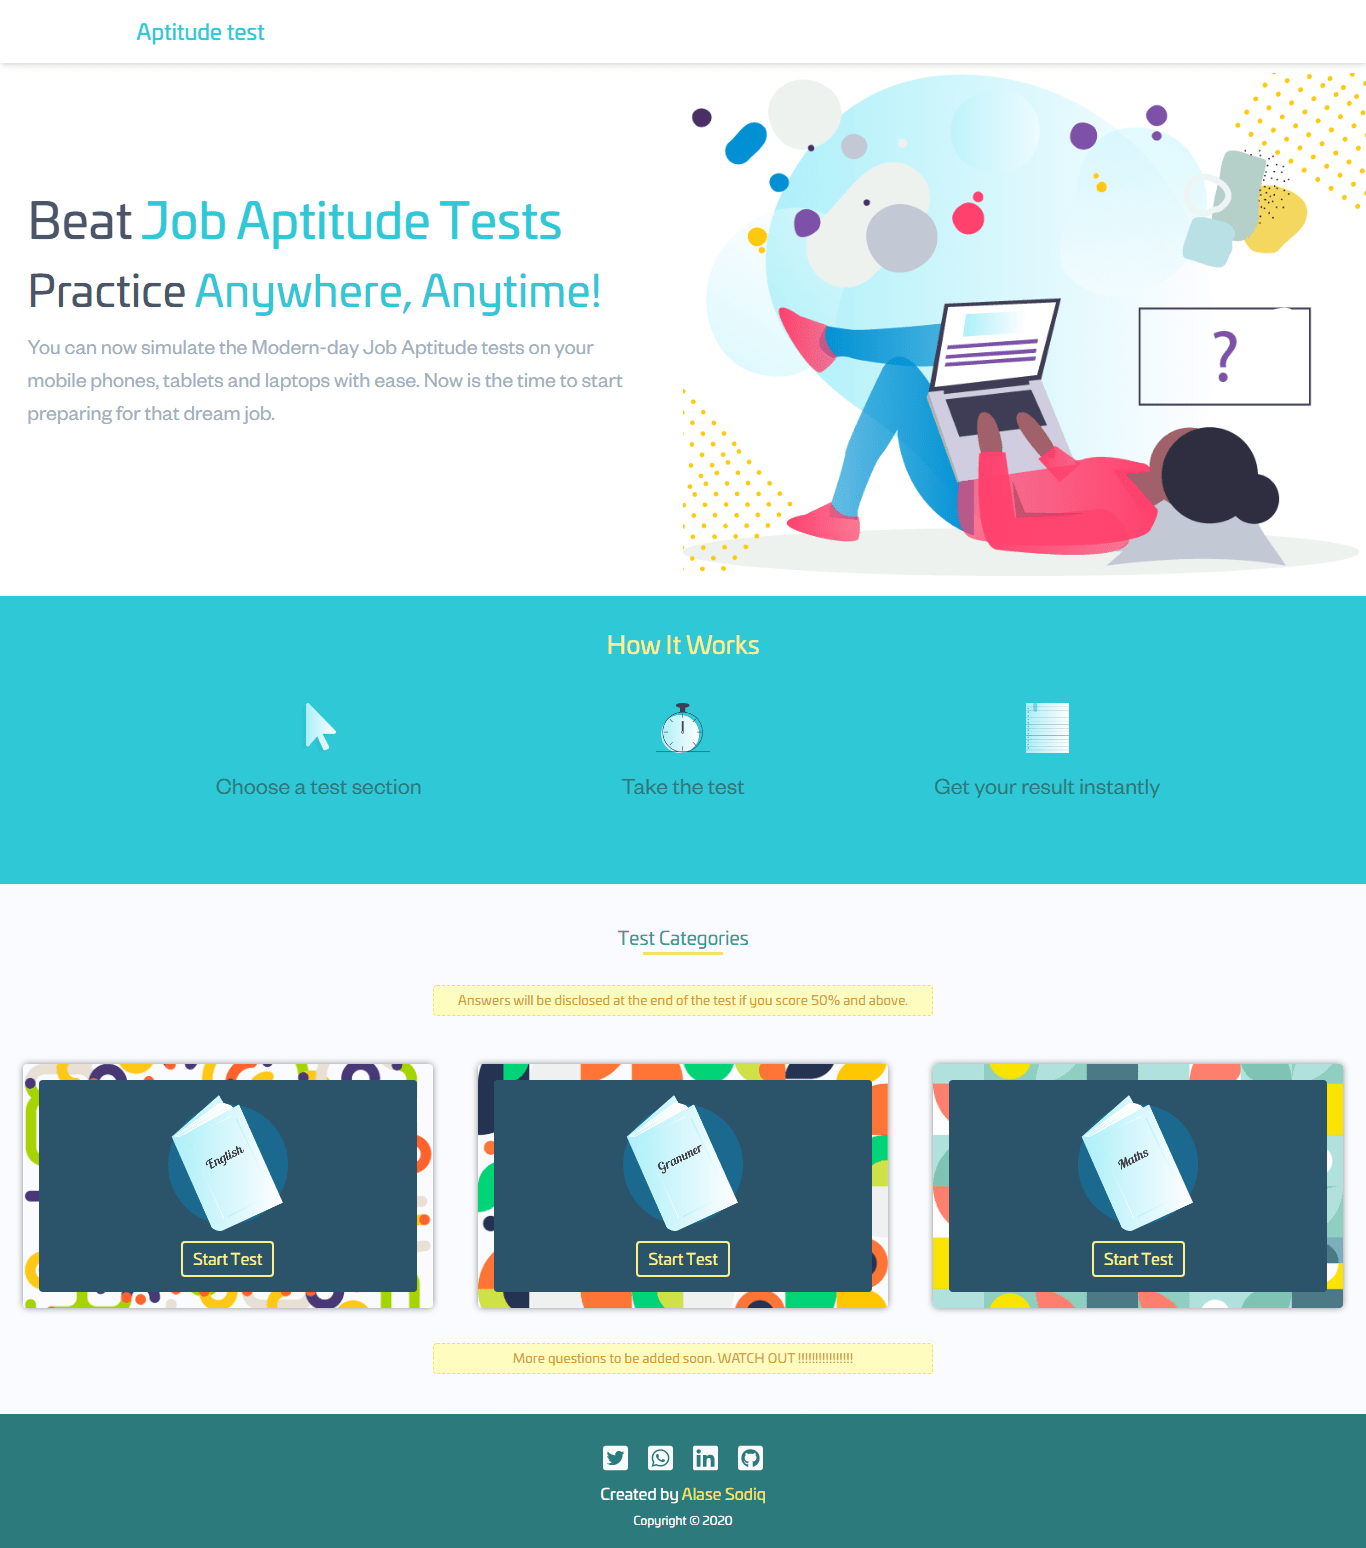 Aptitude test
Beat Job Aptitude Tests
Practice Anywhere, Anytime!
You can now simulate the Modern-day Job Aptitude tests on your
mobile phones, tablets and laptops with ease. Now is the time to start
preparing for that dream job.
?
How It Works
Choose a test section
Take the test
Get your result instantly
Test Categories
Answers will be disclosed at the end of the test if you score 50% and above.
English
Grammer
Maths
Start Test
Start Test
Start Test
More questions to be added soon. WATCH OUT !!!!!!!!!!!!!!!!
Created by Alase Sodiq
Copyright © 2020